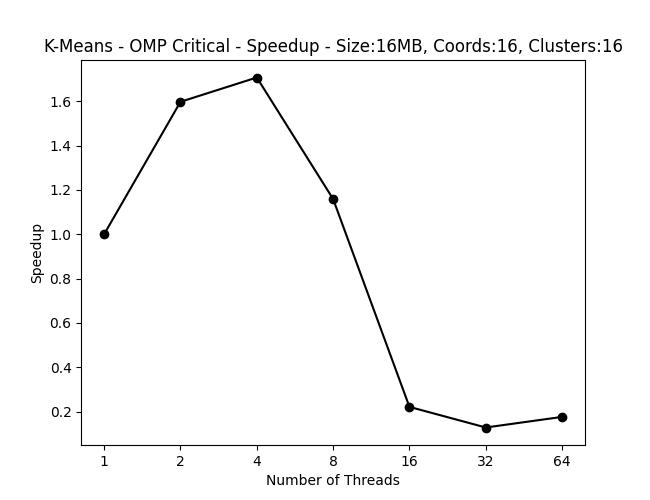 K-Means - OMP Critical - Speedup - Size:16MB, Coords:16, Clusters:16
1.6
1.4
1.2
1.0
0.8
0.6
0.4
0.2
Speedup
1 2 4 8 16 32 64
Number of Threads